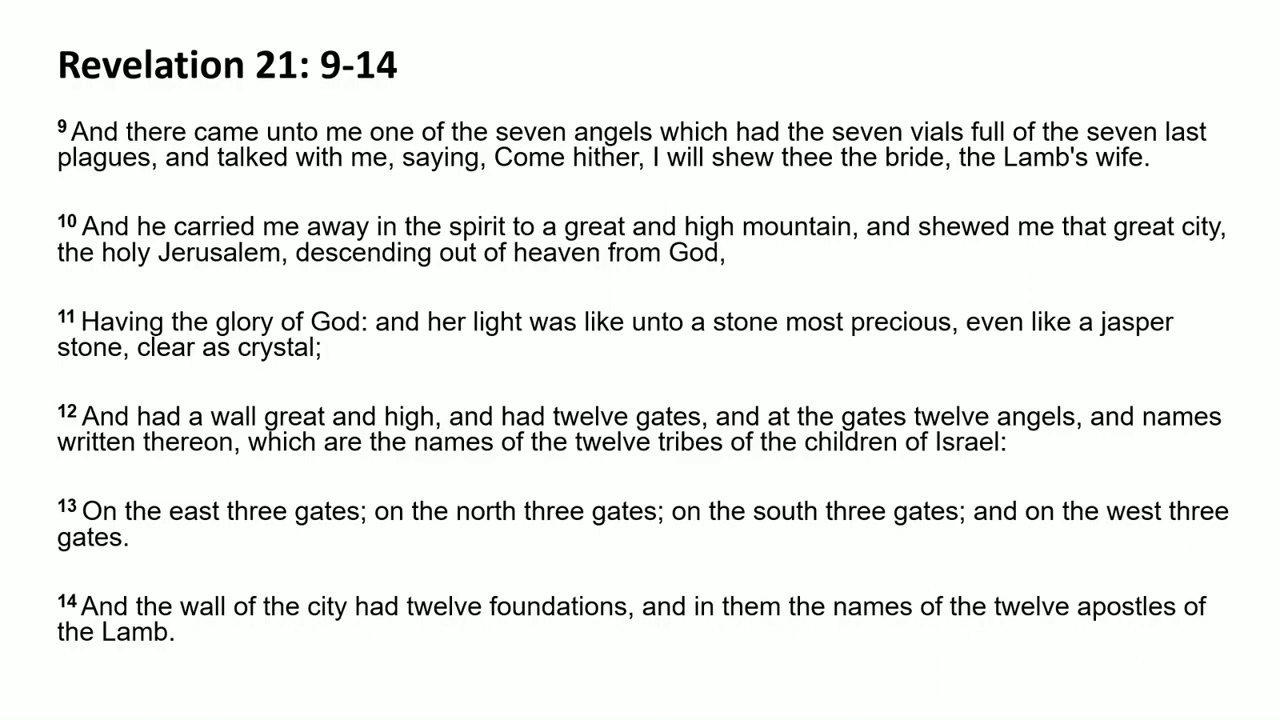 Revelation 21: 9-14
9 And there came unto me one of the seven angels which had the seven vials full of the seven last
plagues, and talked with me, saying, Come hither, I will shew thee the bride, the Lamb's wife.
10 And he carried me away in the spirit to a great and high mountain, and shewed me that great city,
the holy Jerusalem, descending out of heaven from God,
11 Having the glory of God: and her light was like unto a stone most precious, even like a jasper
stone, clear as crystal;
12 And had a wall great and high, and had twelve gates, and at the gates twelve angels, and names
written thereon, which are the names of the twelve tribes of the children of Israel:
13 On the east three gates; on the north three gates; on the south three gates; and on the west three
gates.
14 And the wall of the city had twelve foundations, and in them the names of the twelve apostles of
the Lamb.